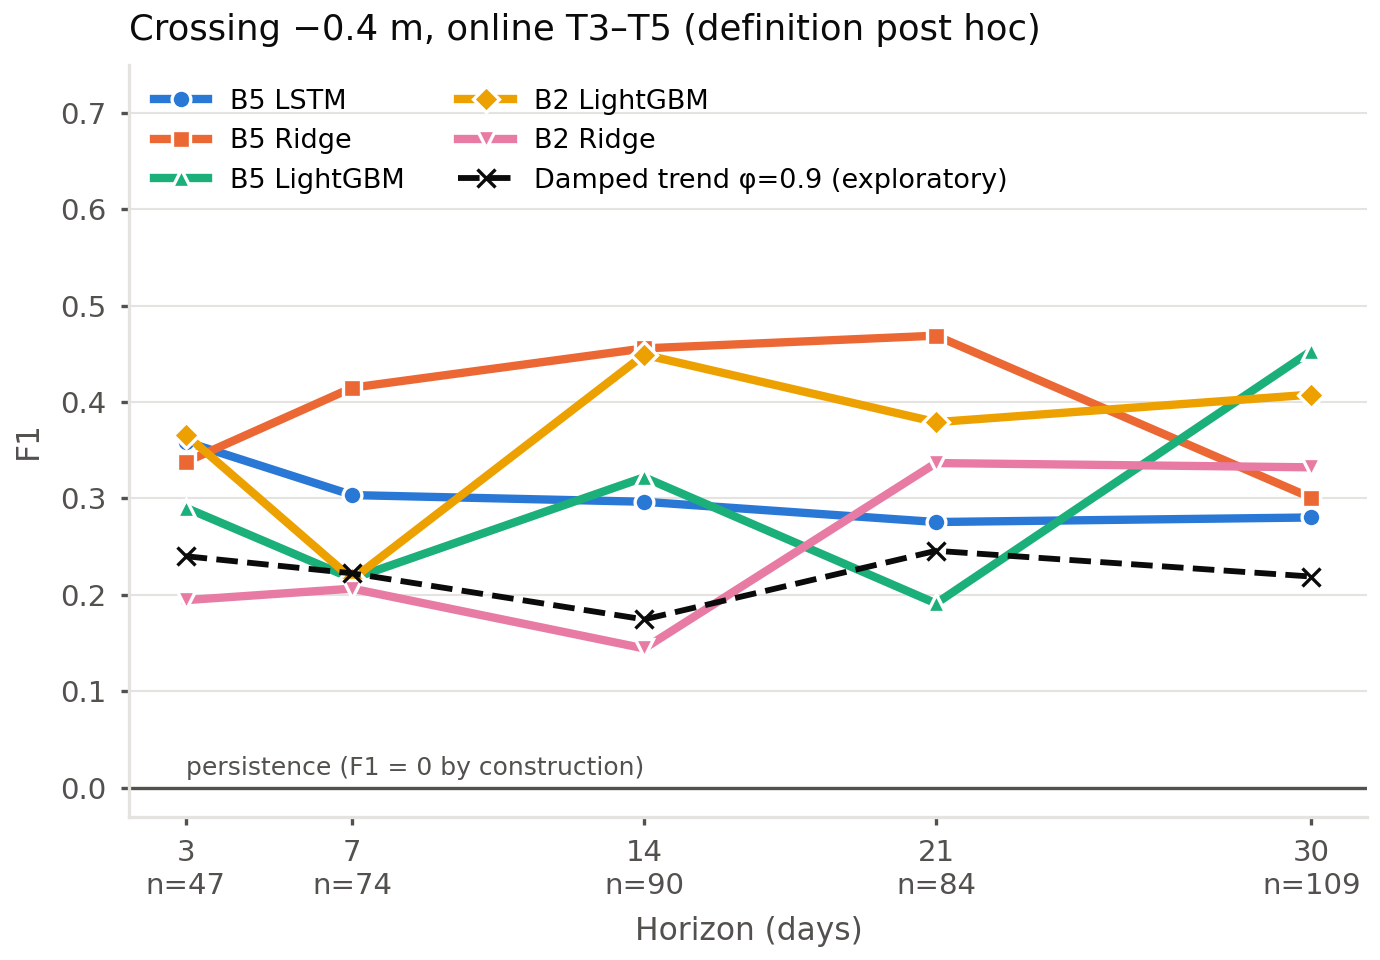 Crossing −0.4 m, online T3–T5 (definition post hoc)
B5 LSTM
B5 Ridge
B5 LightGBM
B2 LightGBM
B2 Ridge
Damped trend φ=0.9 (exploratory)
F1
0.7
0.6
0.5
0.4
0.3
0.2
0.1
0.0
persistence (F1 = 0 by construction)
3 7 14 21 30
n=47 n=74 n=90 n=84 n=109
Horizon (days)